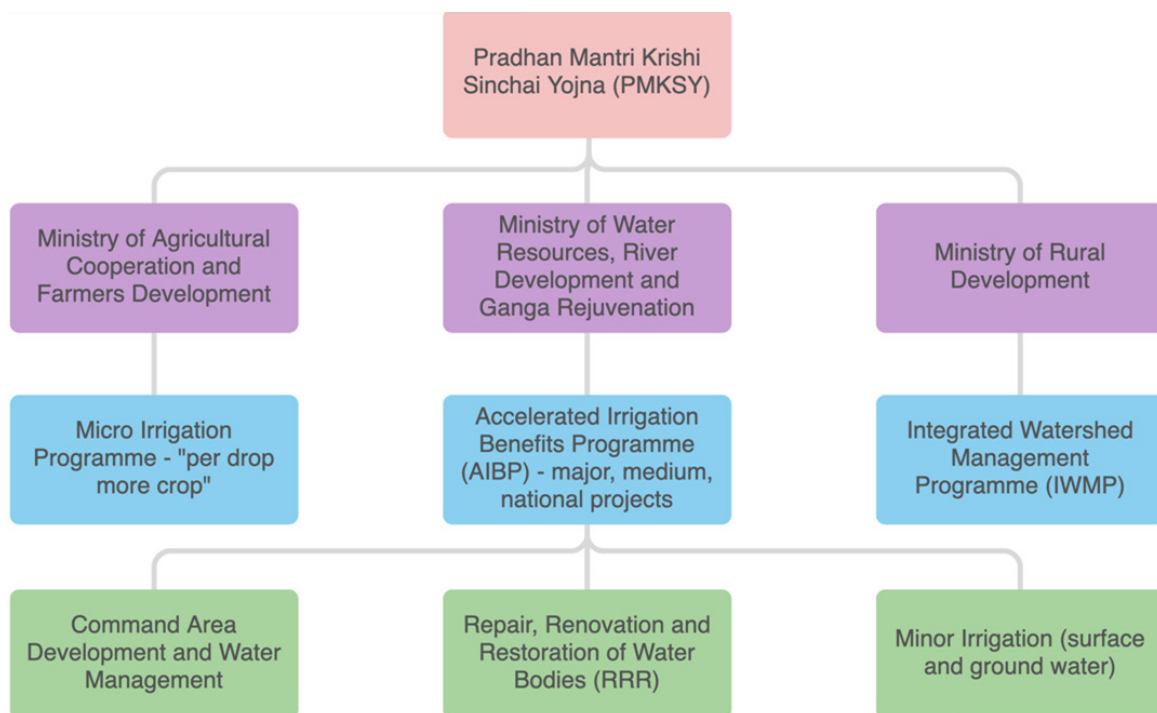 Pradhan Mantri Krishi
Sinchai Yojna (PMKSY)
Ministry of Agricultural
Cooperation and
Farmers Development
Ministry of Water
Resources, River
Development and
Ganga Rejuvenation
Ministry of Rural
Development
Micro Irrigation
Programme - "per drop
more crop"
Accelerated Irrigation
Benefits Programme
(AIBP) - major, medium,
national projects
Integrated Watershed
Management
Programme (IWMP)
Command Area
Development and Water
Management
Repair, Renovation and
Restoration of Water
Bodies (RRR)
Minor Irrigation (surface
and ground water)